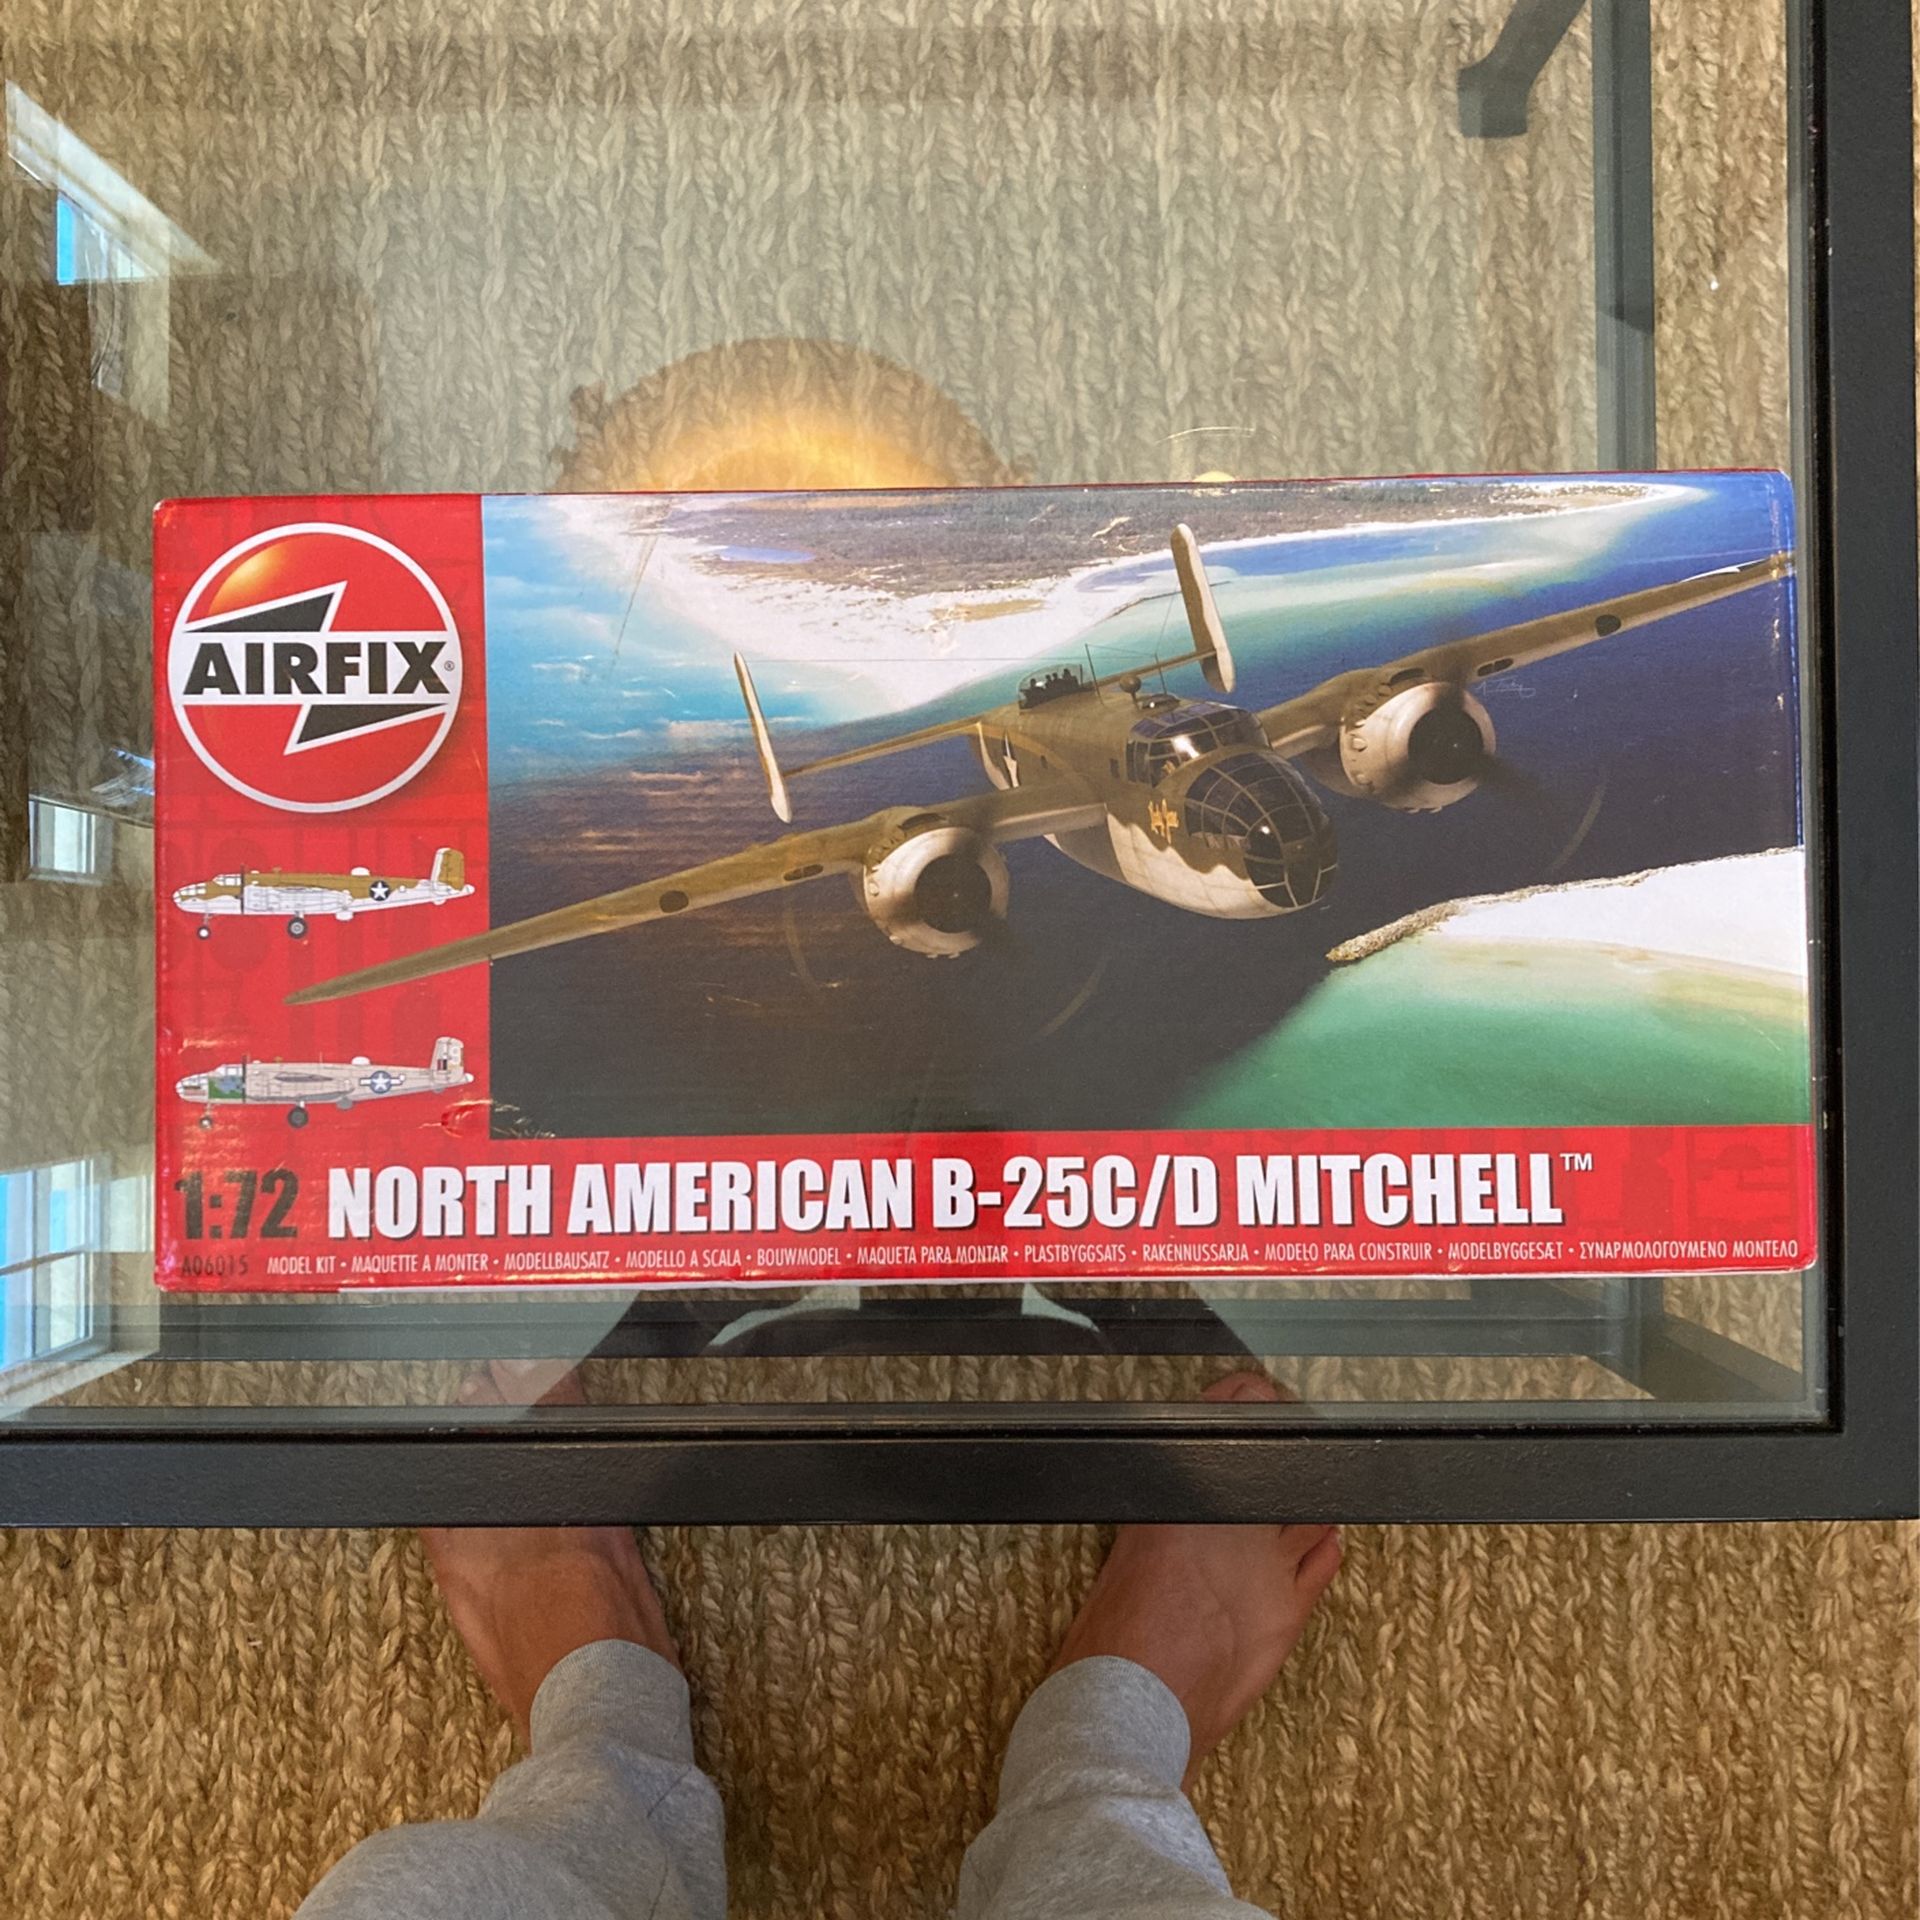 AIRFIX®
1:72 NORTH AMERICAN B-25C/D MITCHELL™
A06015 MODEL KIT • MAQUETTE A MONTER • MODELLBAUSATZ • MODELLO A SCALA • BOUWMODEL • MAQUETA PARA MONTAR • PLASTBYGGSATS • RAKENNUSSARJA • MODELO PARA CONSTRUIR • MODELBYGGESÆT • ΣΥΝΑΡΜΟΛΟΓΟΥΜΕΝΟ ΜΟΝΤΕΛΟ